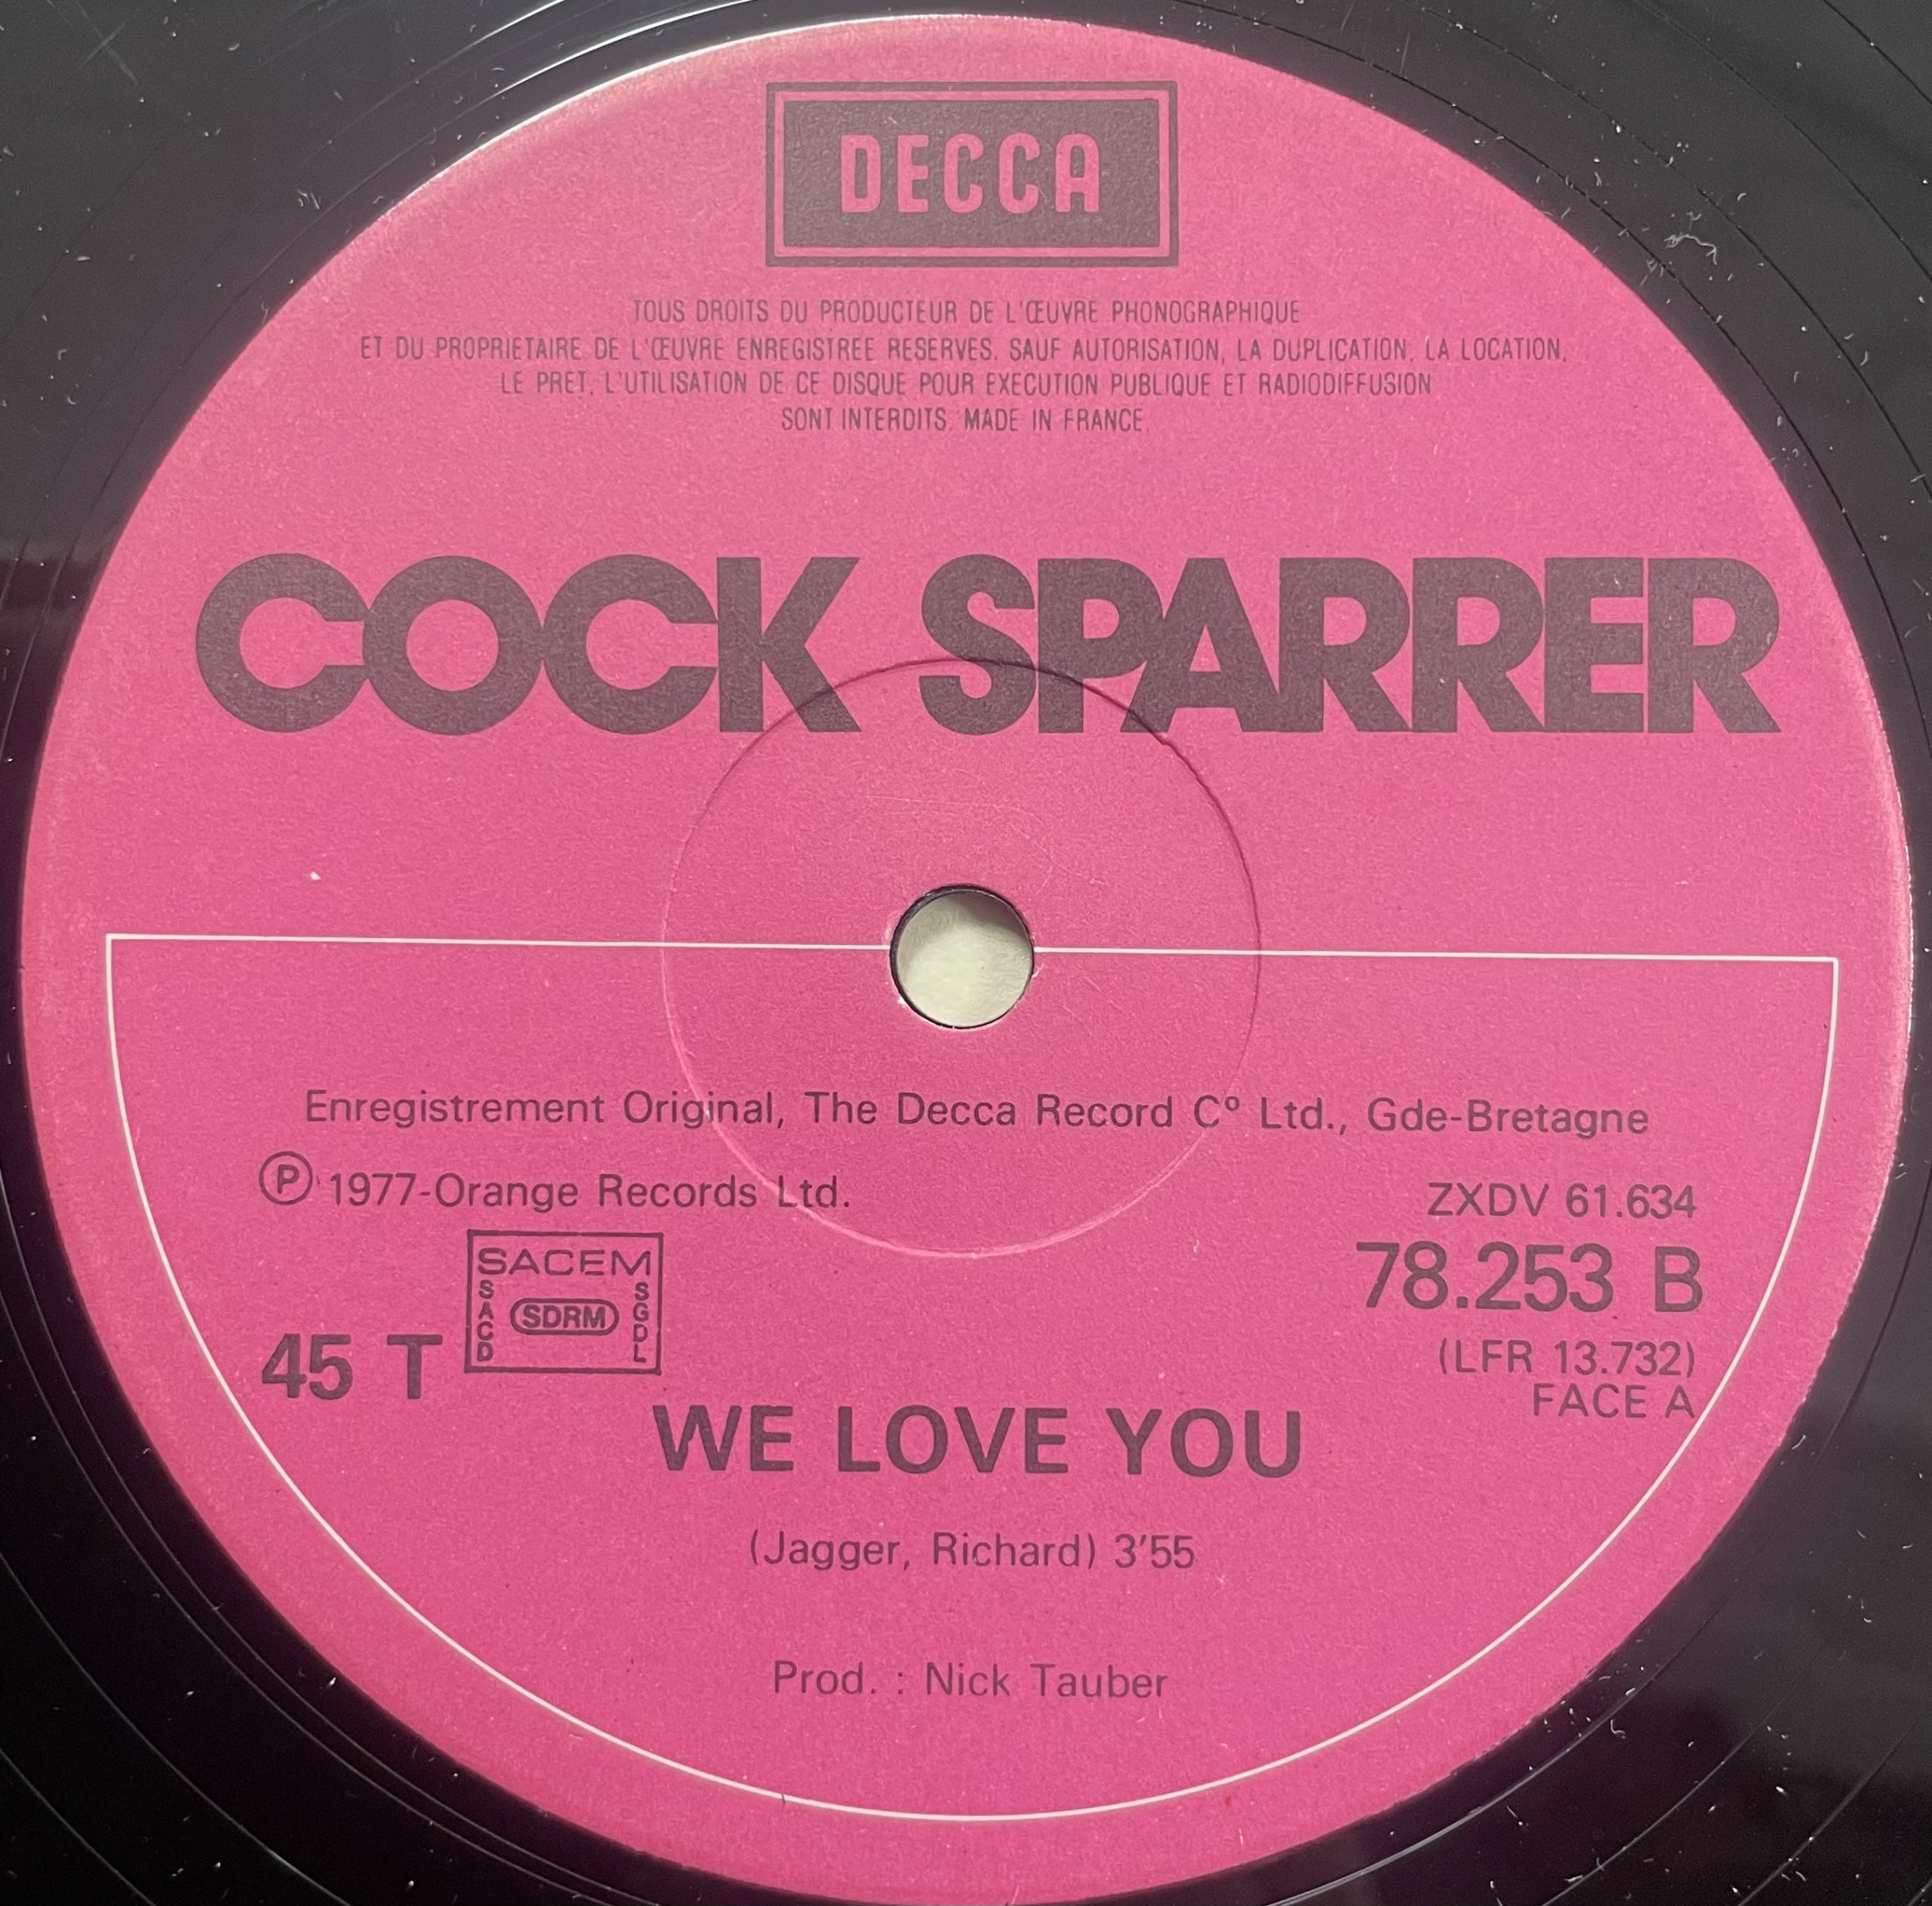 DECCA
TOUS DROITS DU PRODUCTEUR DE L'ŒUVRE PHONOGRAPHIQUE
ET DU PROPRIETAIRE DE L'ŒUVRE ENREGISTREE RESERVES. SAUF AUTORISATION, LA DUPLICATION, LA LOCATION,
LE PRET, L'UTILISATION DE CE DISQUE POUR EXECUTION PUBLIQUE ET RADIODIFFUSION
SONT INTERDITS. MADE IN FRANCE.
COCK SPARRER
Enregistrement Original, The Decca Record Cº Ltd., Gde-Bretagne
Ⓟ 1977-Orange Records Ltd.
ZXDV 61.634
SACEM
SACD
SDRM
SGDL
45 T
78.253 B
(LFR 13.732)
FACE A
WE LOVE YOU
(Jagger, Richard) 3'55
Prod. : Nick Tauber